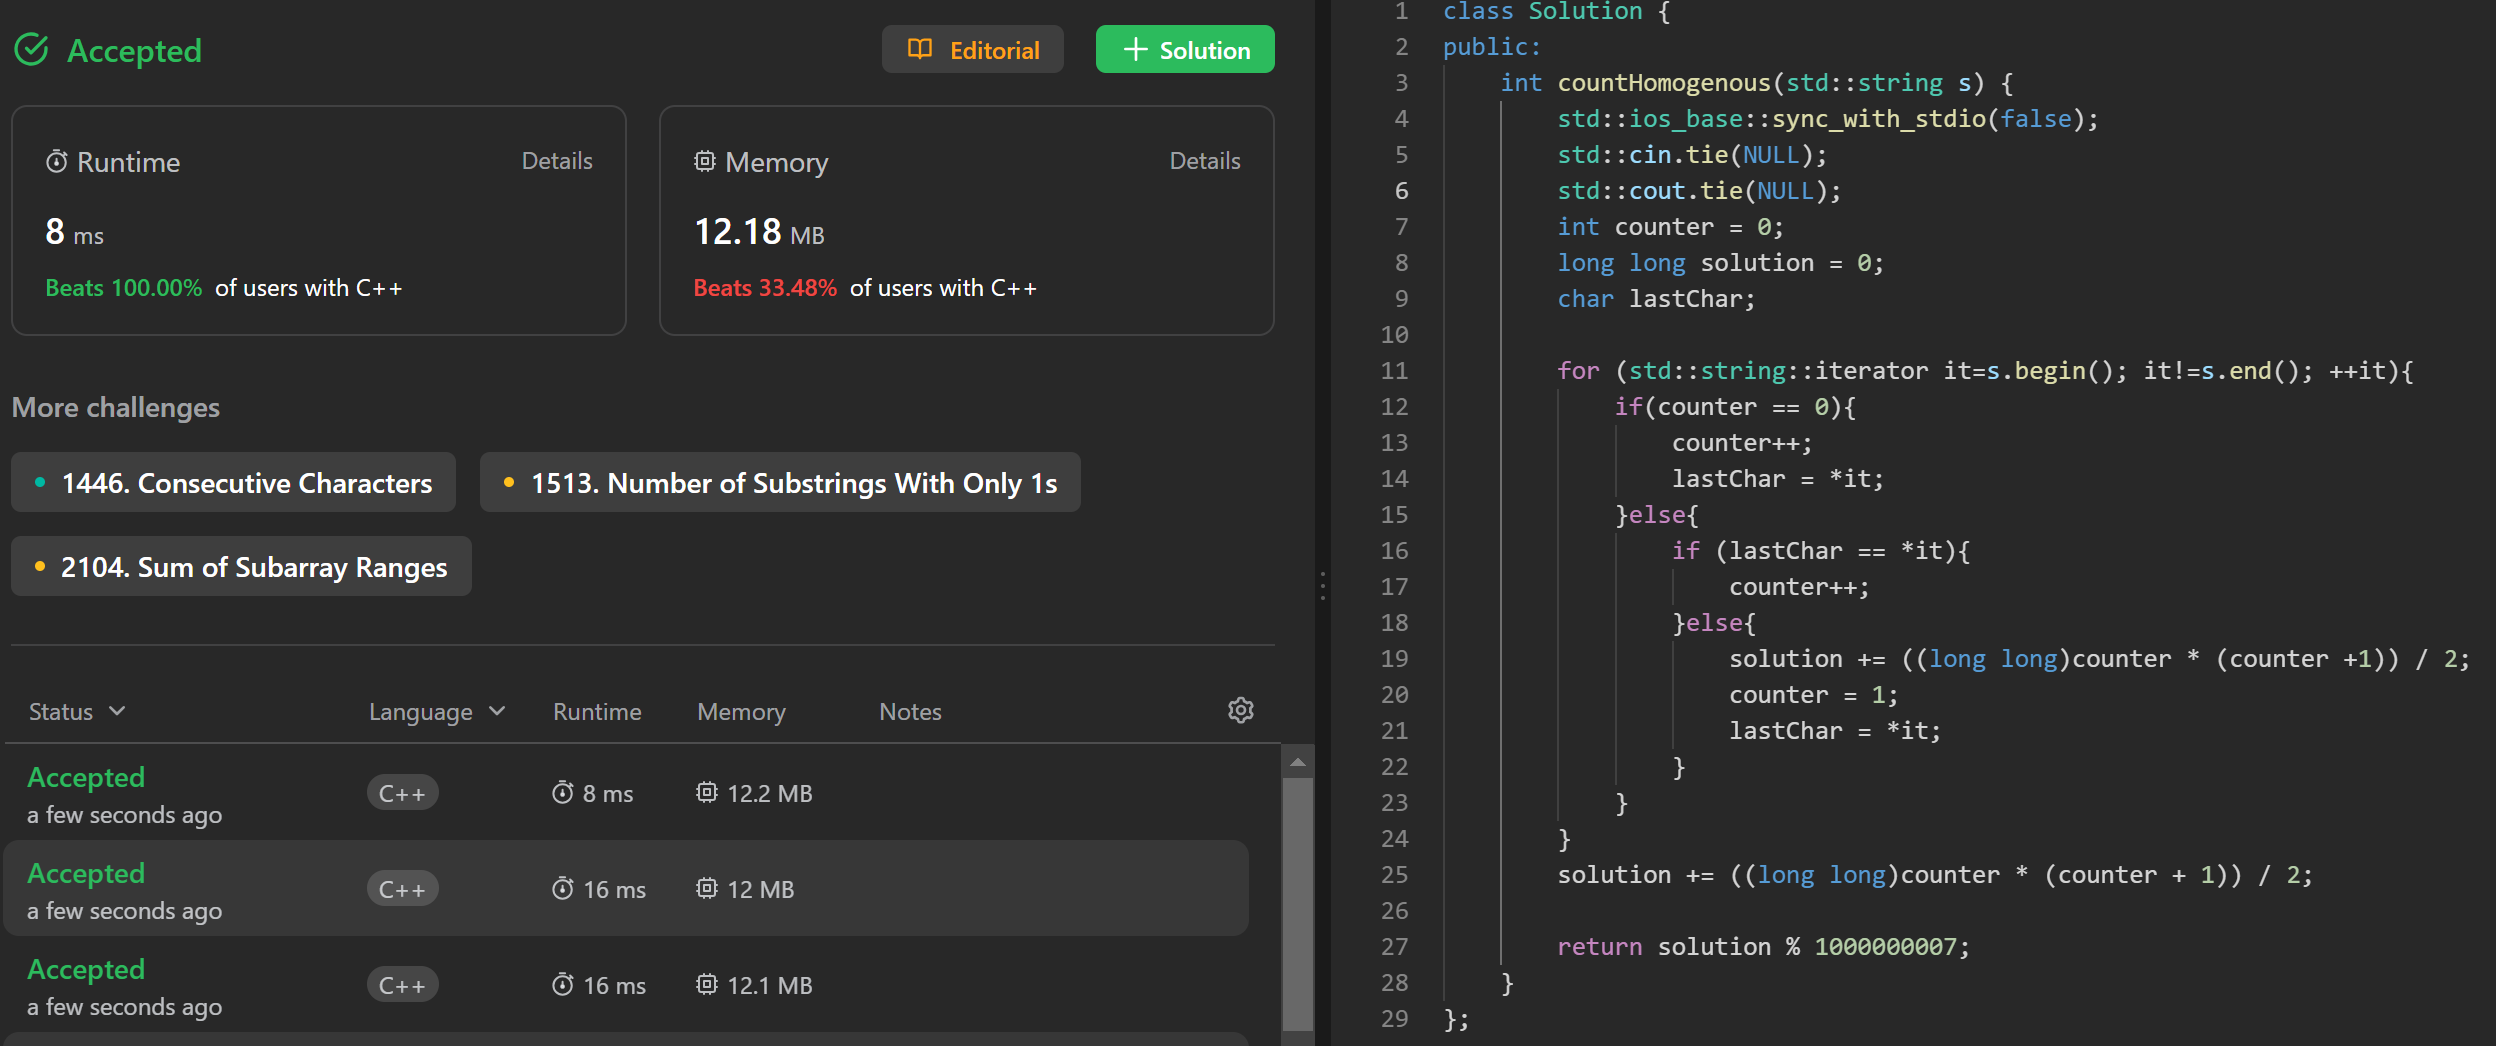 Accepted
Editorial
Solution
Runtime
Details
8 ms
Beats 100.00% of users with C++
Memory
Details
12.18 MB
Beats 33.48% of users with C++
More challenges
1446. Consecutive Characters
1513. Number of Substrings With Only 1s
2104. Sum of Subarray Ranges
Status Language Runtime Memory Notes
Accepted
a few seconds ago
C++
8 ms
12.2 MB
Accepted
a few seconds ago
C++
16 ms
12 MB
Accepted
a few seconds ago
C++
16 ms
12.1 MB
1 class Solution {
2 public:
3     int countHomogenous(std::string s) {
4         std::ios_base::sync_with_stdio(false);
5         std::cin.tie(NULL);
6         std::cout.tie(NULL);
7         int counter = 0;
8         long long solution = 0;
9         char lastChar;
10
11         for (std::string::iterator it=s.begin(); it!=s.end(); ++it){
12             if(counter == 0){
13                 counter++;
14                 lastChar = *it;
15             }else{
16                 if (lastChar == *it){
17                     counter++;
18                 }else{
19                     solution += ((long long)counter * (counter +1)) / 2;
20                     counter = 1;
21                     lastChar = *it;
22                 }
23             }
24         }
25         solution += ((long long)counter * (counter + 1)) / 2;
26
27         return solution % 1000000007;
28     }
29 };